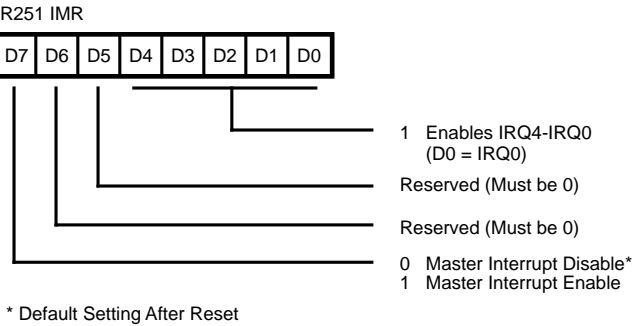 R251 IMR
D7 D6 D5 D4 D3 D2 D1 D0
1 Enables IRQ4-IRQ0
(D0 = IRQ0)
Reserved (Must be 0)
Reserved (Must be 0)
0 Master Interrupt Disable*
1 Master Interrupt Enable
* Default Setting After Reset